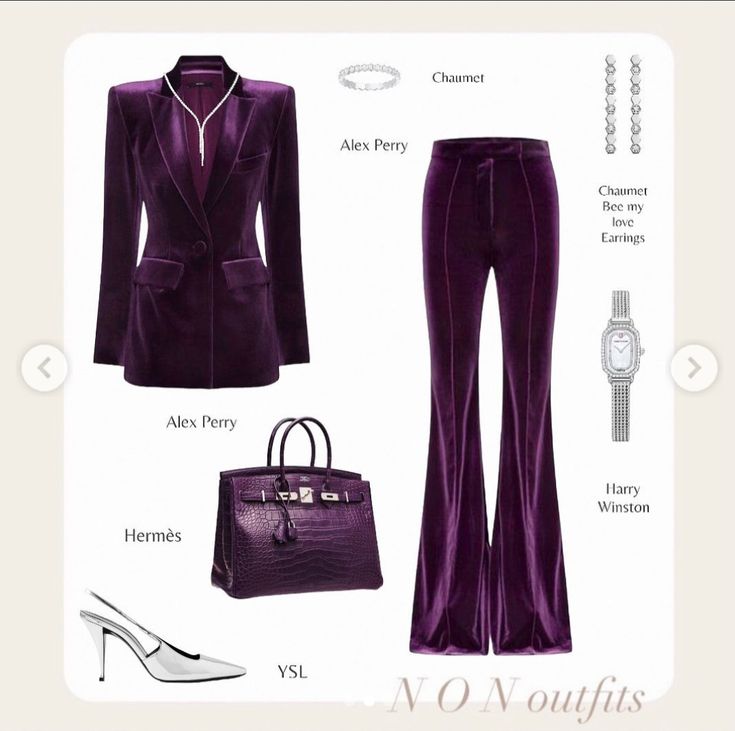 Chaumet
Alex Perry
Chaumet
Bee my
love
Earrings
Alex Perry
Harry
Winston
Hermès
YSL
N O N outfits